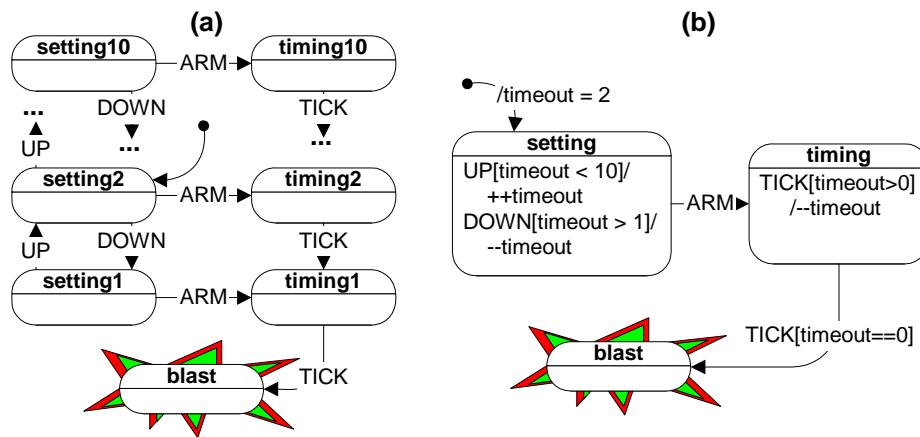 (a)
setting10
timing10
ARM
DOWN
TICK
...
...
...
UP
setting2
timing2
ARM
DOWN
TICK
UP
setting1
timing1
ARM
TICK
blast
(b)
/timeout = 2
setting
UP[timeout < 10]/
++timeout
DOWN[timeout > 1]/
--timeout
ARM
timing
TICK[timeout>0]
/--timeout
TICK[timeout==0]
blast